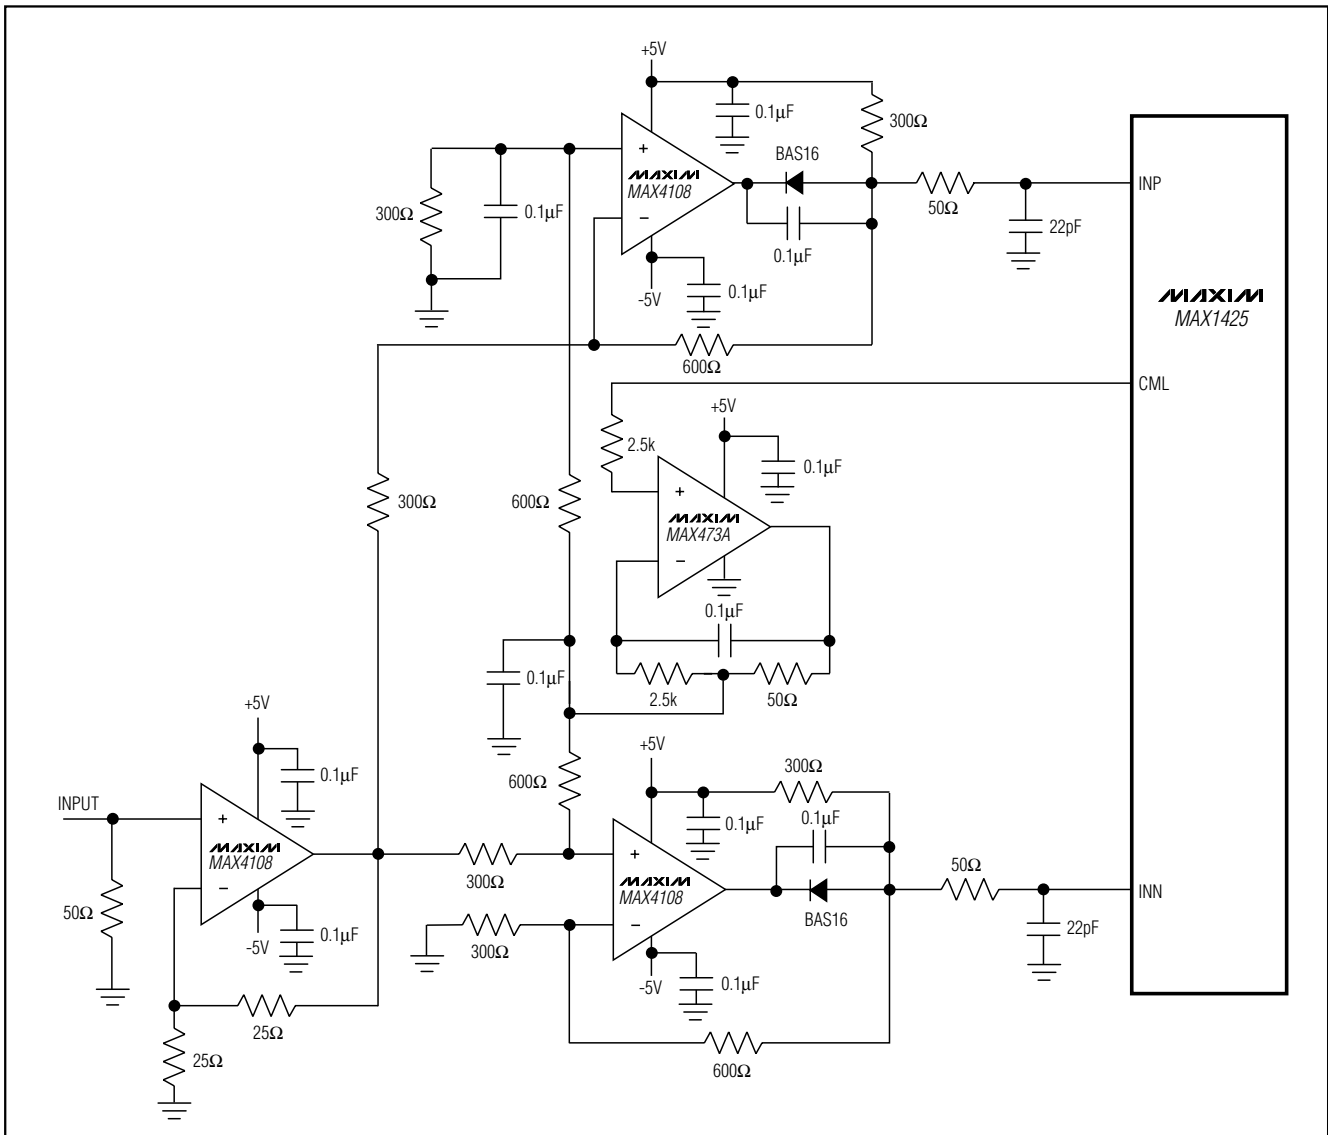 +5V
0.1µF
300Ω
BAS16
+
MAXIM
MAX4108
INP
300Ω
0.1µF
50Ω
22pF
−
0.1µF
-5V
0.1µF
MAXIM
MAX1425
600Ω
CML
+5V
2.5k
0.1µF
300Ω
600Ω
+
MAXIM
MAX473A
−
0.1µF
0.1µF
2.5k
50Ω
+5V
+5V
0.1µF
600Ω
300Ω
INPUT
+
0.1µF
0.1µF
MAXIM
MAX4108
+
50Ω
300Ω
MAXIM
MAX4108
INN
−
BAS16
50Ω
300Ω
−
22pF
-5V
0.1µF
-5V
0.1µF
25Ω
25Ω
600Ω